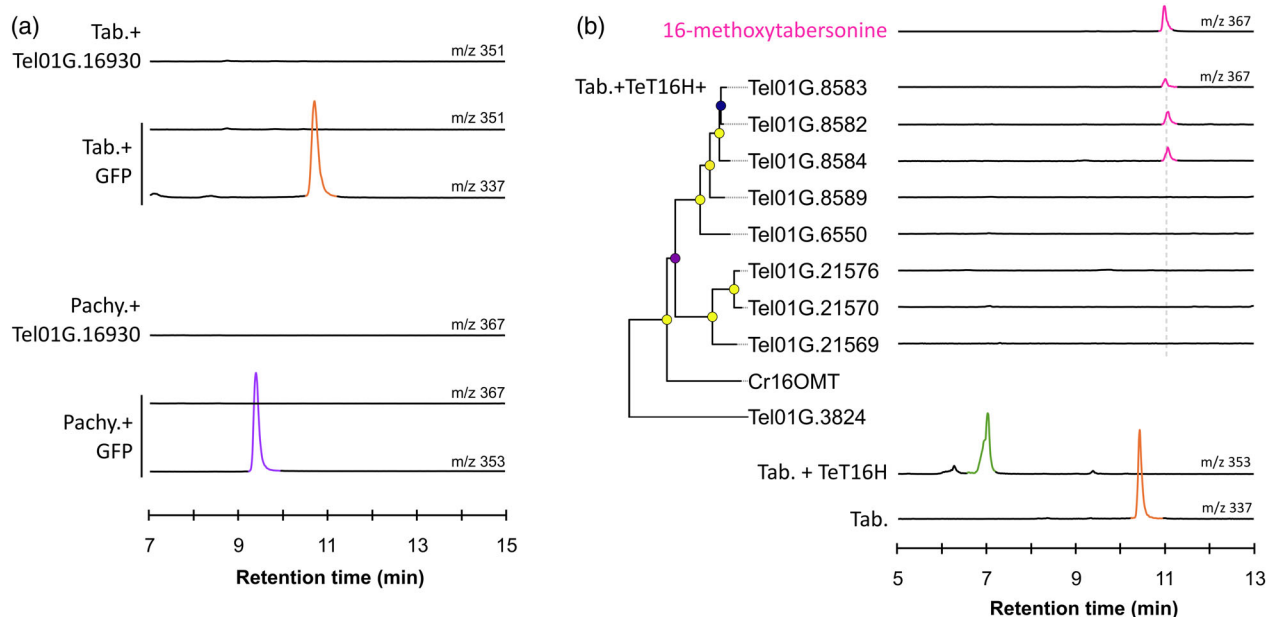 (a)
Tab.+
Tel01G.16930
m/z 351
m/z 351
Tab.+
GFP
m/z 337
Pachy.+
Tel01G.16930
m/z 367
m/z 367
Pachy.+
GFP
m/z 353
7 9 11 13 15
Retention time (min)
(b)
16-methoxytabersonine
m/z 367
Tab.+TeT16H+
Tel01G.8583
m/z 367
Tel01G.8582
Tel01G.8584
Tel01G.8589
Tel01G.6550
Tel01G.21576
Tel01G.21570
Tel01G.21569
Cr16OMT
Tel01G.3824
Tab. + TeT16H
m/z 353
Tab.
m/z 337
5 7 9 11 13
Retention time (min)